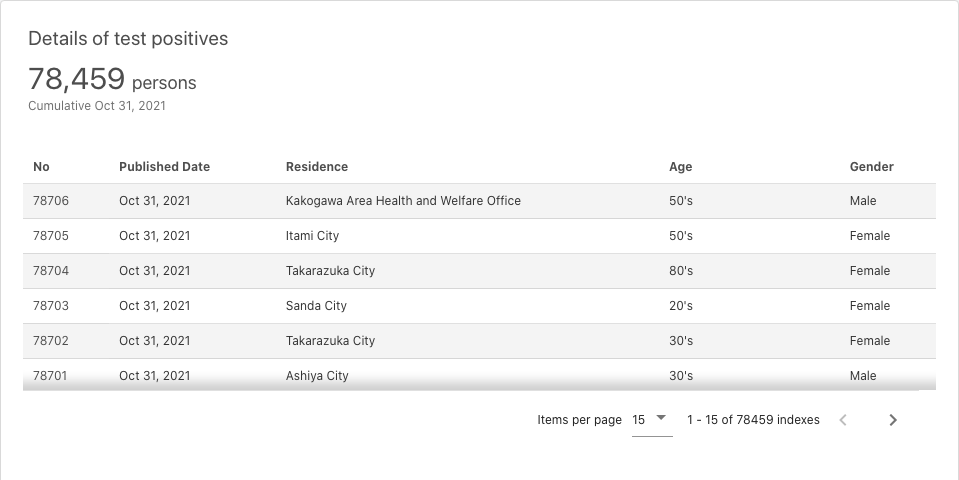 Details of test positives
78,459 persons
Cumulative Oct 31, 2021
No Published Date Residence Age Gender
78706 Oct 31, 2021 Kakogawa Area Health and Welfare Office 50's Male
78705 Oct 31, 2021 Itami City 50's Female
78704 Oct 31, 2021 Takarazuka City 80's Female
78703 Oct 31, 2021 Sanda City 20's Female
78702 Oct 31, 2021 Takarazuka City 30's Female
78701 Oct 31, 2021 Ashiya City 30's Male
Items per page 15 1 - 15 of 78459 indexes